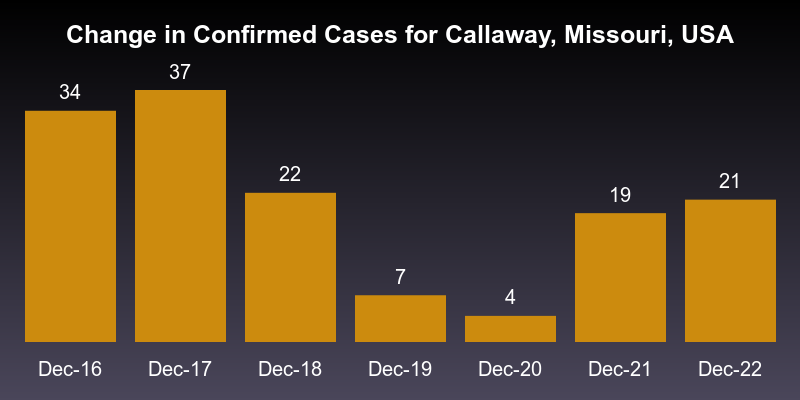 Change in Confirmed Cases for Callaway, Missouri, USA
34
37
22
7
4
19
21
Dec-16
Dec-17
Dec-18
Dec-19
Dec-20
Dec-21
Dec-22